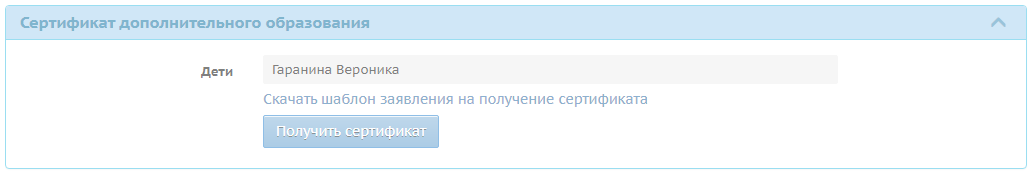 Сертификат дополнительного образования
Дети
Гаранина Вероника
Скачать шаблон заявления на получение сертификата
Получить сертификат